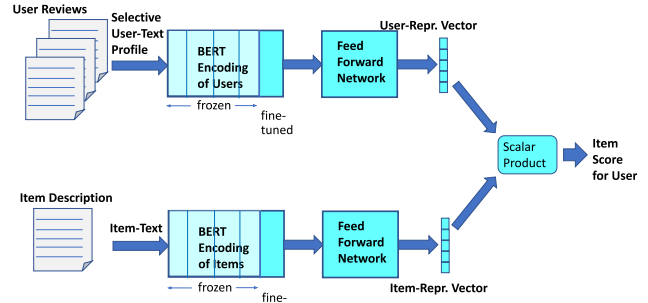 User Reviews
Selective
User-Text
Profile
BERT
Encoding
of Users
frozen
fine-
tuned
Feed
Forward
Network
User-Repr. Vector
Scalar
Product
Item
Score
for User
Item Description
Item-Text
BERT
Encoding
of Items
frozen
fine-
Feed
Forward
Network
Item-Repr. Vector